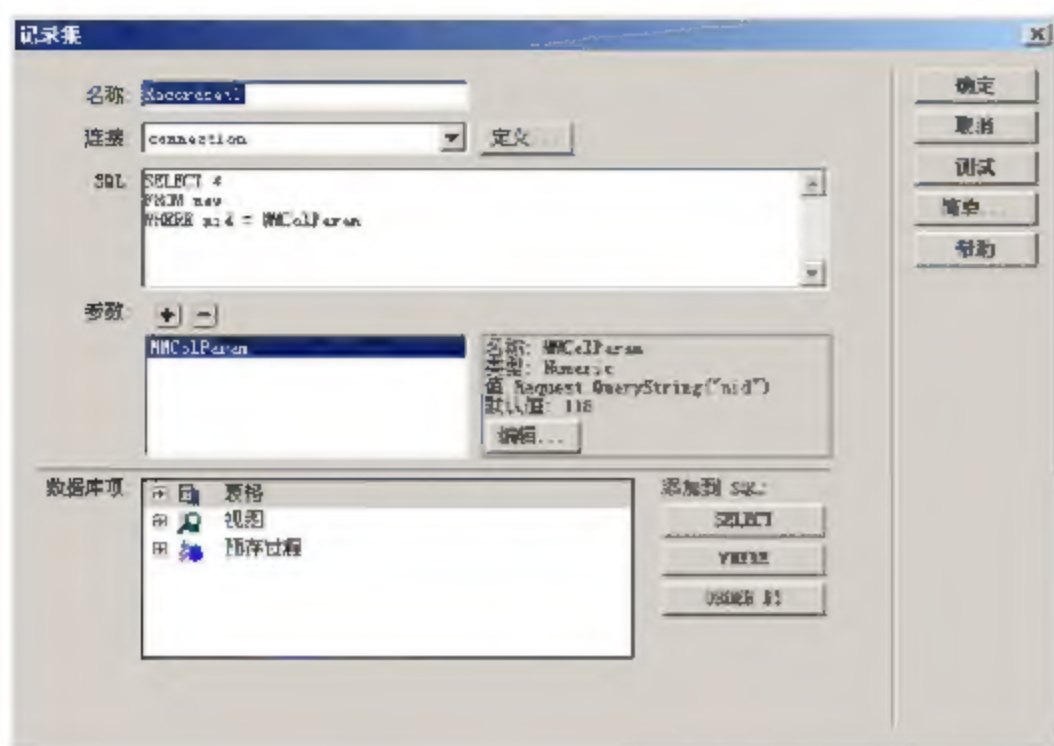 记录集
名称: Recordset1
确定
连接: connection
定义...
取消
SQL: SELECT *
FROM new
WHERE nid = MMColParam
测试
简单...
帮助
参数: + -
MMColParam
名称: MMColParam
类型: Numeric
值: Request.QueryString("nid")
默认值: 118
编辑...
数据库项:
表格
视图
预存过程
添加到 SQL:
SELECT
WHERE
ORDER BY